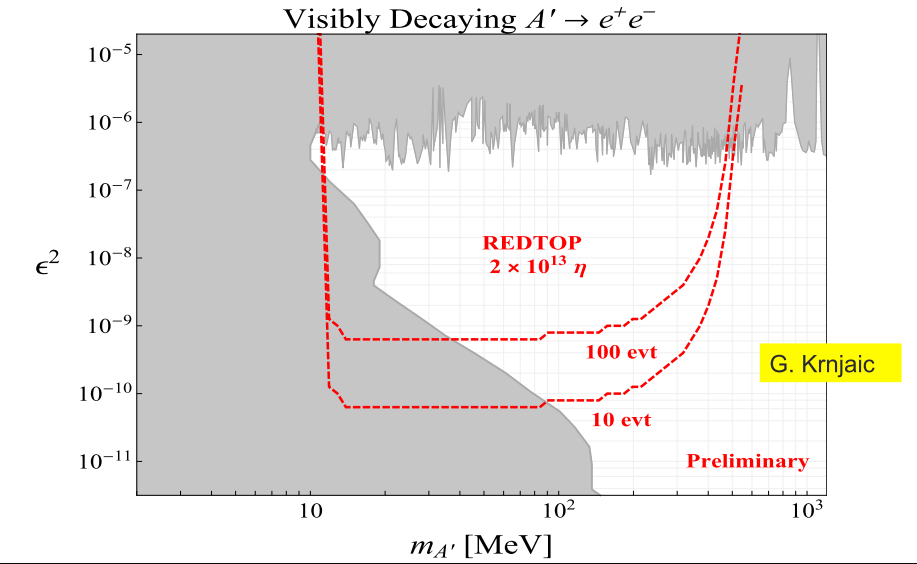 Visibly Decaying A′ → e⁺e⁻
10⁻⁵
10⁻⁶
10⁻⁷
10⁻⁸
10⁻⁹
10⁻¹⁰
10⁻¹¹
ϵ²
REDTOP
2 × 10¹³ η
100 evt
G. Krnjaic
10 evt
Preliminary
10
10²
10³
m_A′ [MeV]